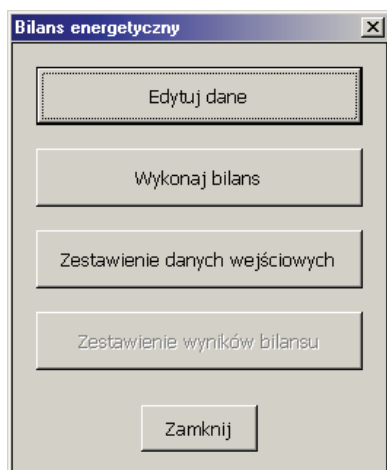 Bilans energetyczny
Edytuj dane
Wykonaj bilans
Zestawienie danych wejściowych
Zestawienie wyników bilansu
Zamknij